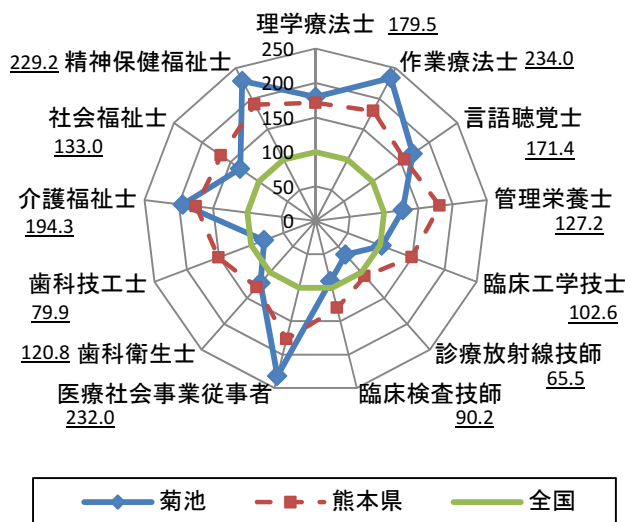 理学療法士 179.5
作業療法士 234.0
言語聴覚士
171.4
管理栄養士
127.2
臨床工学技士
102.6
診療放射線技師
65.5
臨床検査技師
90.2
医療社会事業従事者
232.0
120.8 歯科衛生士
歯科技工士
79.9
介護福祉士
194.3
社会福祉士
133.0
229.2 精神保健福祉士
250
200
150
100
50
0
菊池 熊本県 全国